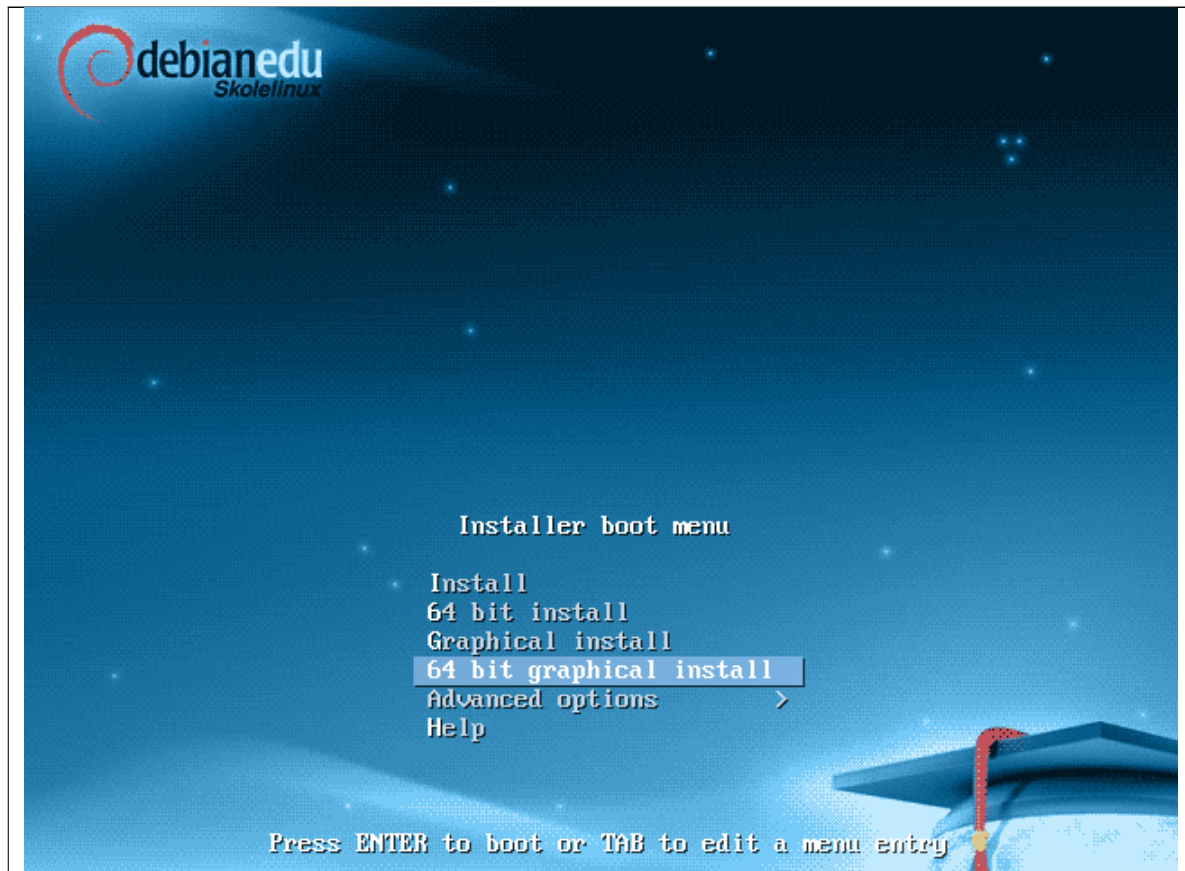 debianedu
Skolelinux
Installer boot menu
Install
64 bit install
Graphical install
64 bit graphical install
Advanced options >
Help
Press ENTER to boot or TAB to edit a menu entry